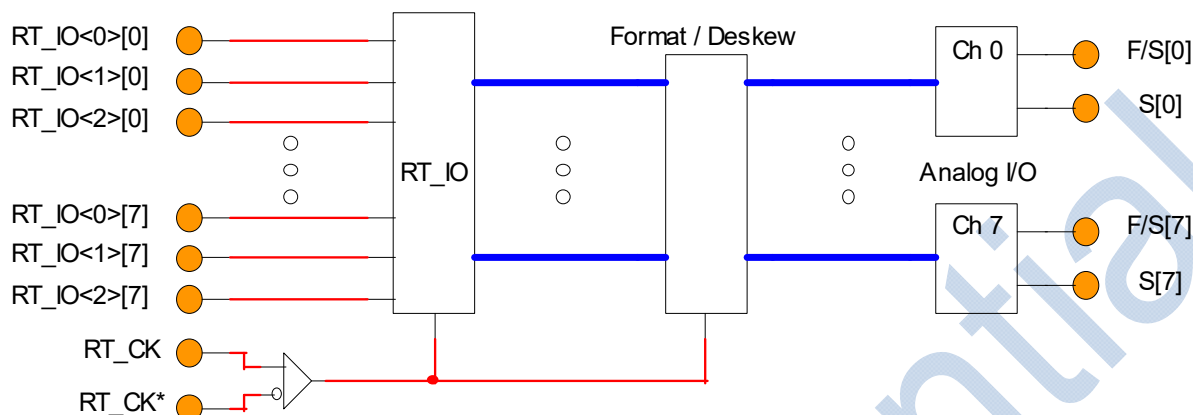 RT_IO<0>[0]
RT_IO<1>[0]
RT_IO<2>[0]
RT_IO<0>[7]
RT_IO<1>[7]
RT_IO<2>[7]
RT_CK
RT_CK*
RT_IO
Format / Deskew
Ch 0
F/S[0]
S[0]
Analog I/O
Ch 7
F/S[7]
S[7]
ntial